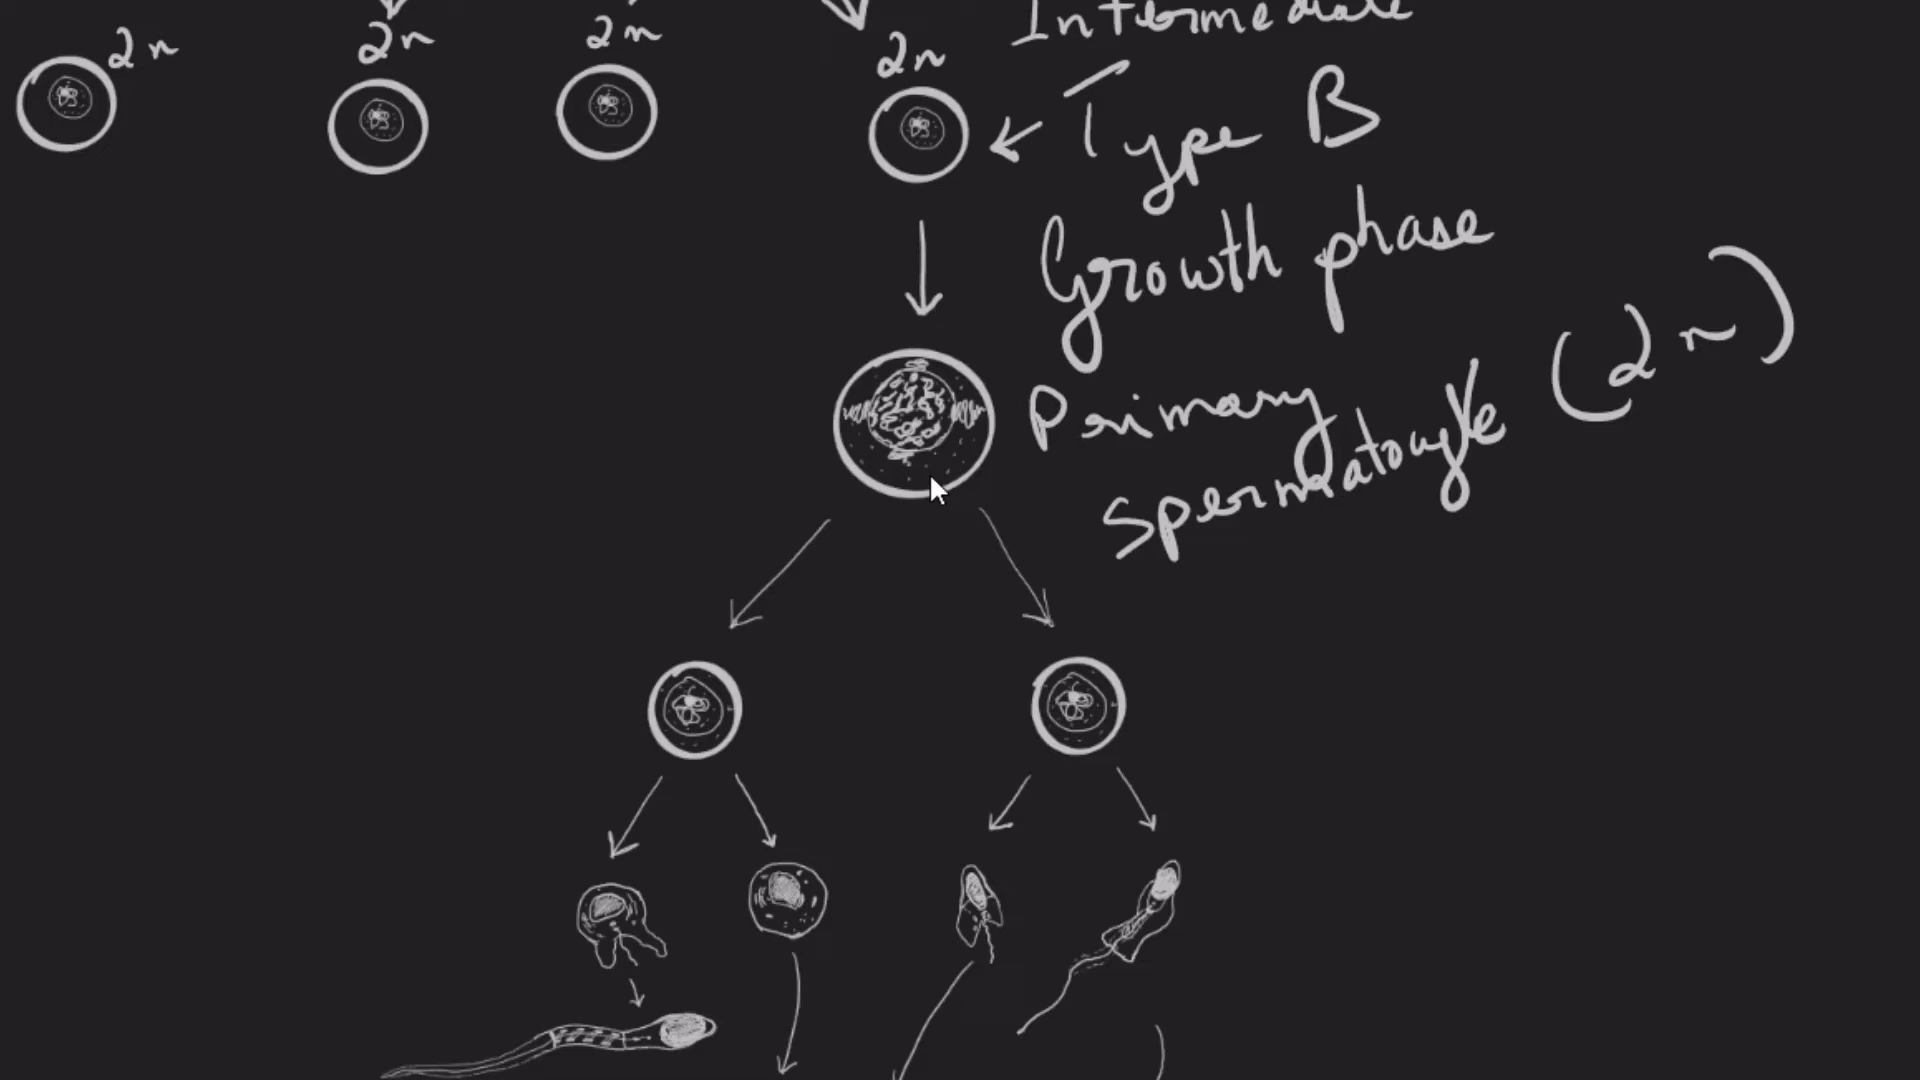 2n 2n 2n 2n Intermediate
Type B
Growth phase
Primary (2n)
spermatocyte